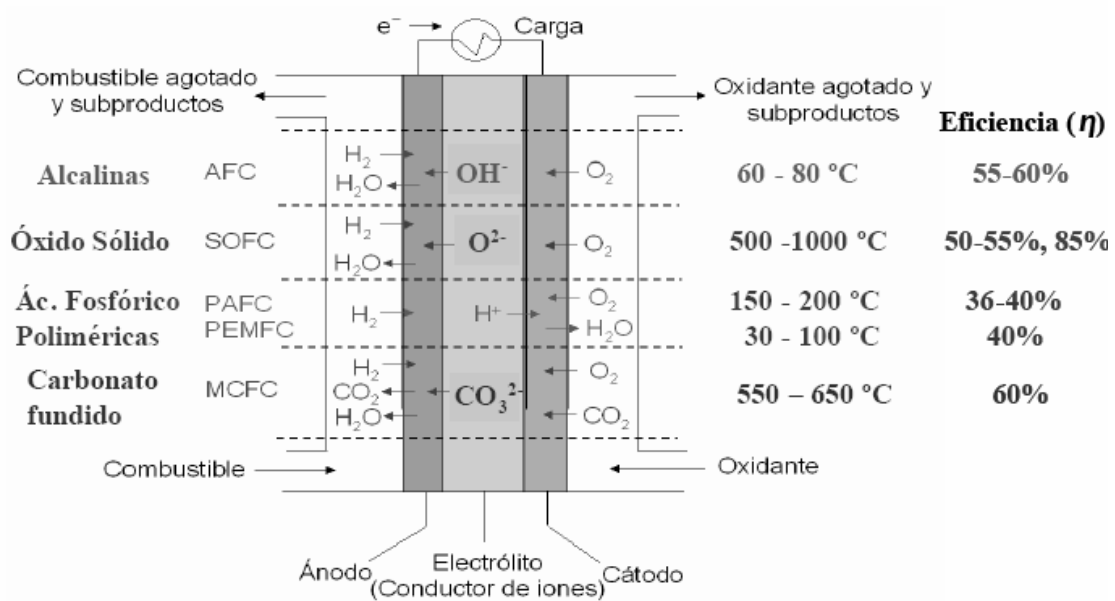 e⁻ Carga
Combustible agotado
y subproductos
Oxidante agotado y
subproductos
Eficiencia (η)
Alcalinas AFC H₂ H₂O OH⁻ O₂ 60 - 80 °C 55-60%
Óxido Sólido SOFC H₂ H₂O O²⁻ O₂ 500 -1000 °C 50-55%, 85%
Ác. Fosfórico PAFC H₂ H⁺ O₂ 150 - 200 °C 36-40%
Poliméricas PEMFC H₂O 30 - 100 °C 40%
Carbonato
fundido
MCFC H₂ CO₂ H₂O CO₃²⁻ O₂ CO₂ 550 – 650 °C 60%
Combustible Oxidante
Ánodo Electrólito Cátodo
(Conductor de iones)